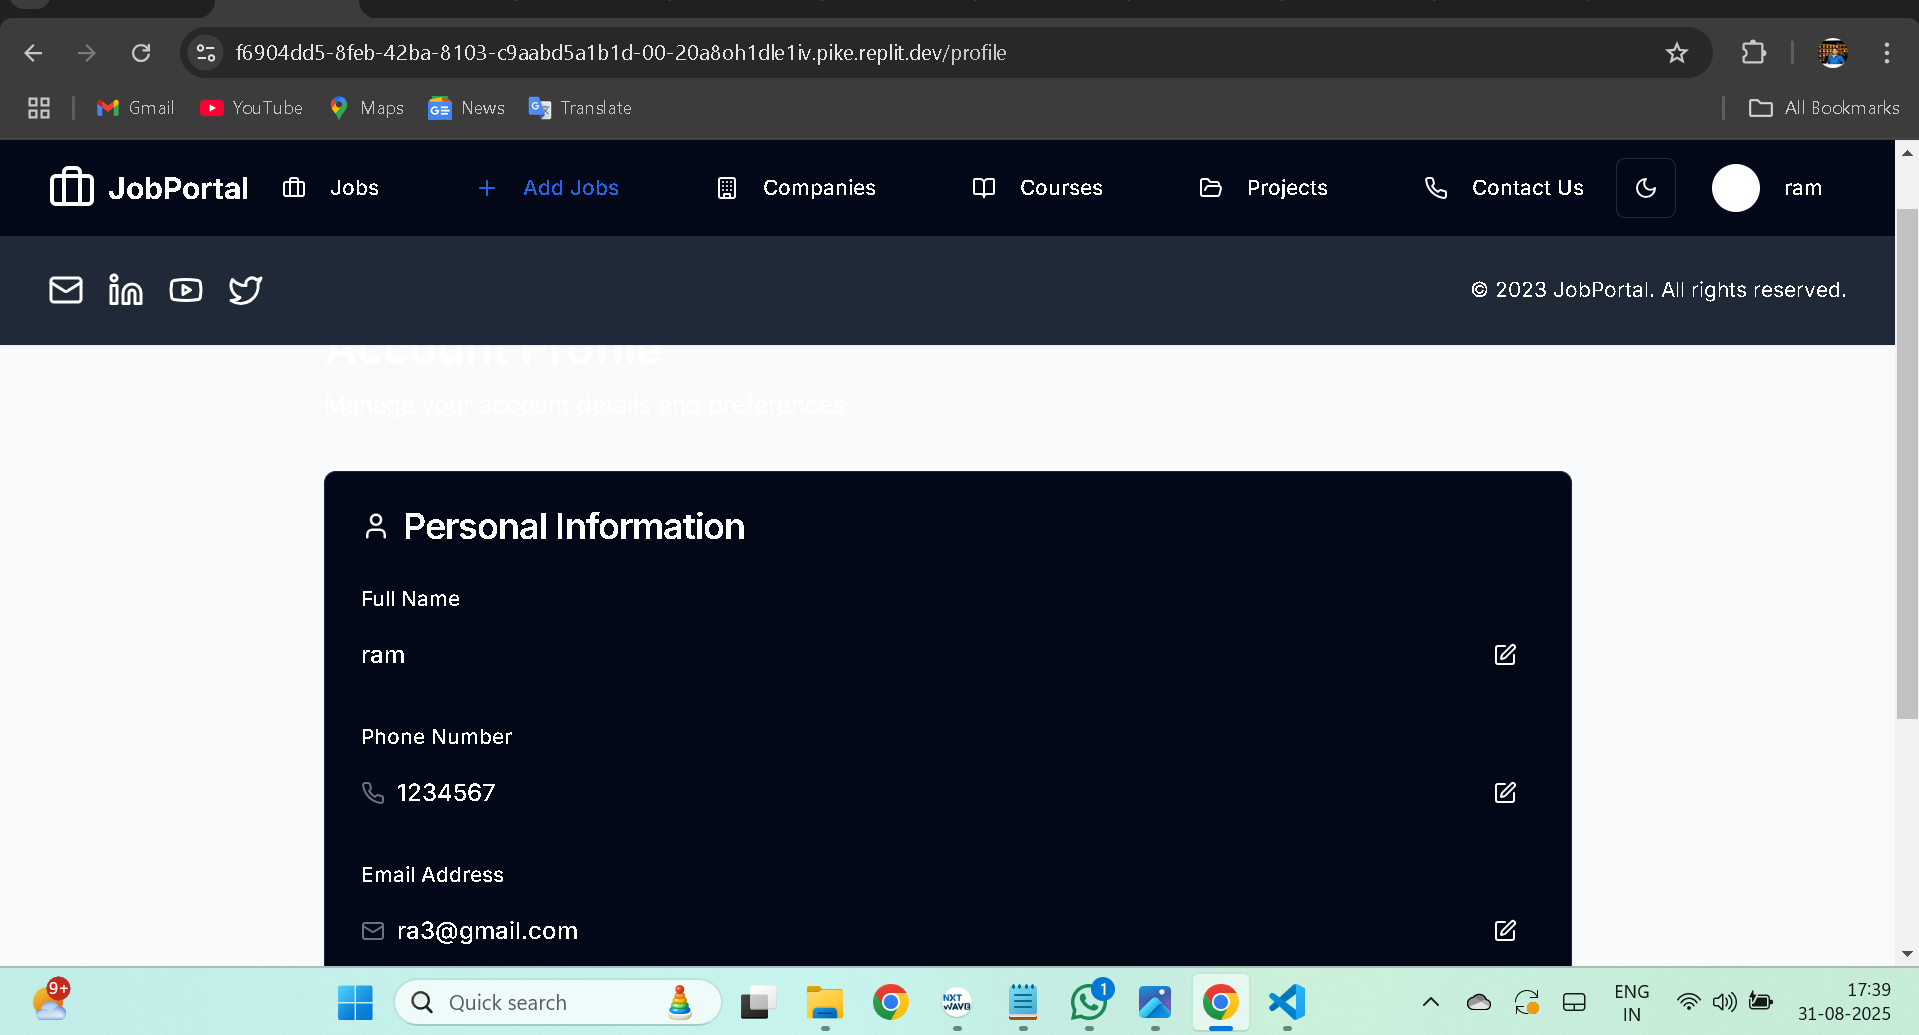 f6904dd5-8feb-42ba-8103-c9aabd5a1b1d-00-20a8oh1dle1iv.pike.replit.dev/profile
Gmail YouTube Maps News Translate All Bookmarks
JobPortal Jobs + Add Jobs Companies Courses Projects Contact Us ram
© 2023 JobPortal. All rights reserved.
Account Profile
Manage your account details and preferences
Personal Information
Full Name
ram
Phone Number
1234567
Email Address
ra3@gmail.com
9+ Quick search NXT WAVE 1 ENG IN 17:39
31-08-2025